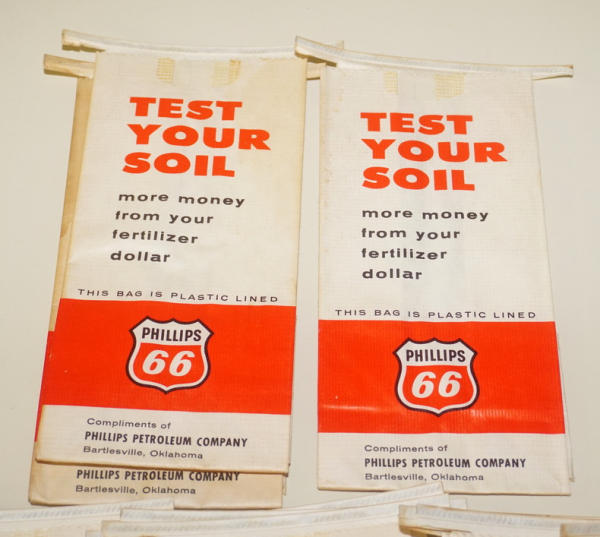 TEST
YOUR
SOIL
more money
from your
fertilizer
dollar
THIS BAG IS PLASTIC LINED
PHILLIPS
66
Compliments of
PHILLIPS PETROLEUM COMPANY
Bartlesville, Oklahoma
PHILLIPS PETROLEUM COMPANY
Bartlesville, Oklahoma
TEST
YOUR
SOIL
more money
from your
fertilizer
dollar
THIS BAG IS PLASTIC LINED
PHILLIPS
66
Compliments of
PHILLIPS PETROLEUM COMPANY
Bartlesville, Oklahoma